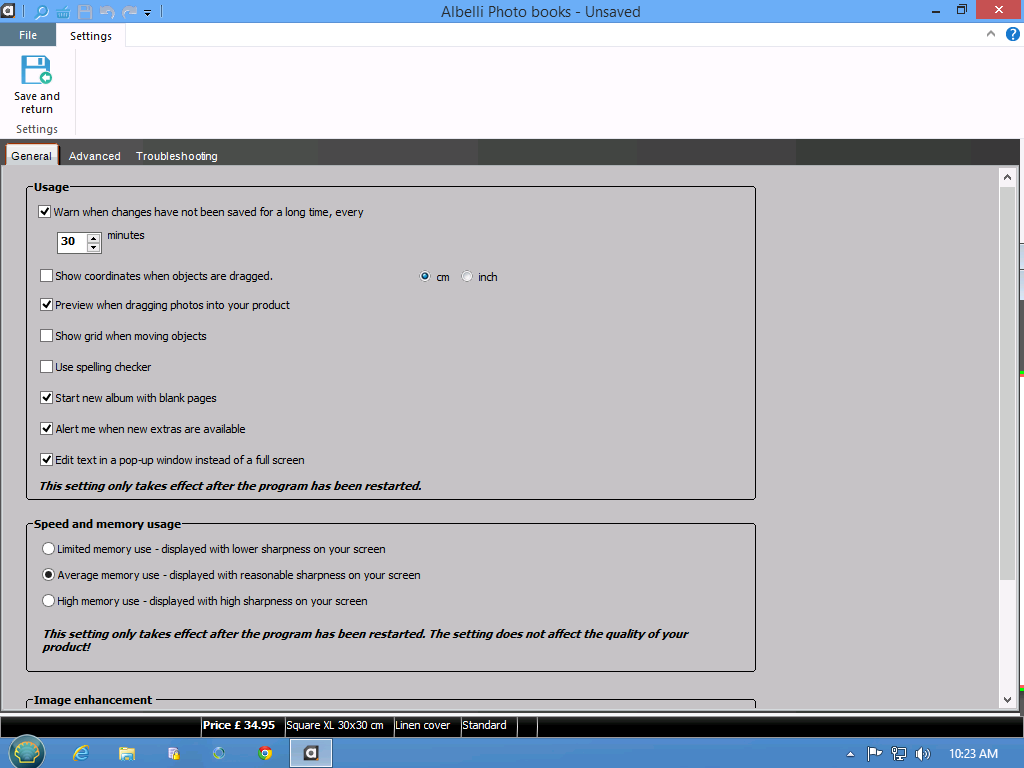 Albelli Photo books - Unsaved
File
Settings
Save and
return
Settings
General
Advanced
Troubleshooting
Usage
Warn when changes have not been saved for a long time, every
30
minutes
Show coordinates when objects are dragged.
cm
inch
Preview when dragging photos into your product
Show grid when moving objects
Use spelling checker
Start new album with blank pages
Alert me when new extras are available
Edit text in a pop-up window instead of a full screen
This setting only takes effect after the program has been restarted.
Speed and memory usage
Limited memory use - displayed with lower sharpness on your screen
Average memory use - displayed with reasonable sharpness on your screen
High memory use - displayed with high sharpness on your screen
This setting only takes effect after the program has been restarted. The setting does not affect the quality of your
product!
Image enhancement
Price £ 34.95
Square XL 30x30 cm
Linen cover
Standard
10:23 AM